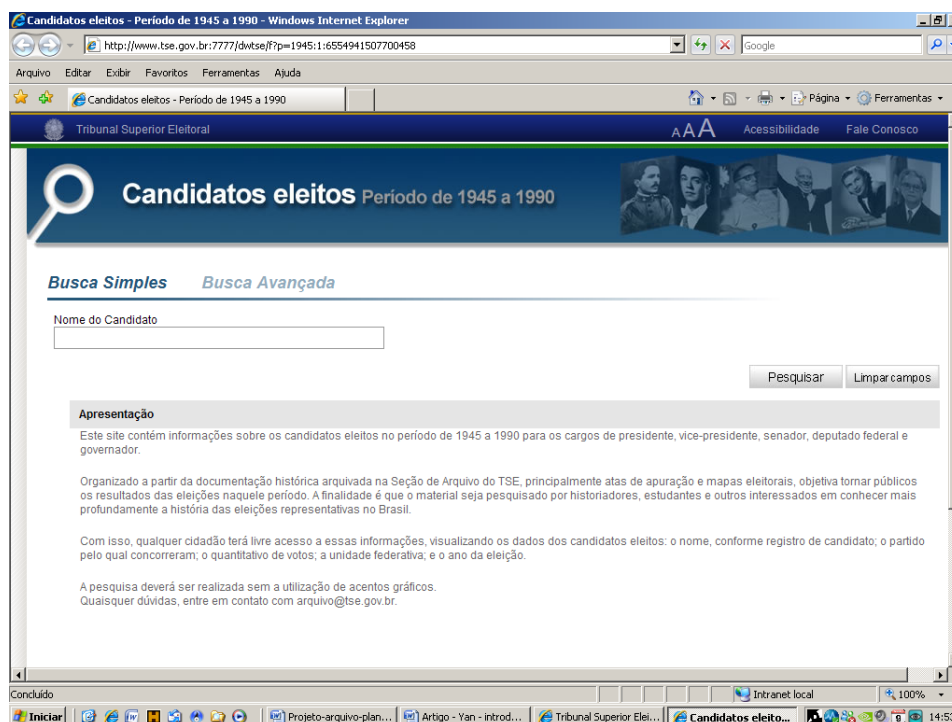 Candidatos eleitos - Período de 1945 a 1990 - Windows Internet Explorer
http://www.tse.gov.br:7777/dwtse/f?p=1945:1:6554941507700458
Google
Arquivo Editar Exibir Favoritos Ferramentas Ajuda
Candidatos eleitos - Período de 1945 a 1990
Página Ferramentas
Tribunal Superior Eleitoral
A A A Acessibilidade Fale Conosco
Candidatos eleitos Período de 1945 a 1990
Busca Simples Busca Avançada
Nome do Candidato
Pesquisar Limpar campos
Apresentação
Este site contém informações sobre os candidatos eleitos no período de 1945 a 1990 para os cargos de presidente, vice-presidente, senador, deputado federal e
governador.
Organizado a partir da documentação histórica arquivada na Seção de Arquivo do TSE, principalmente atas de apuração e mapas eleitorais, objetiva tornar públicos
os resultados das eleições naquele período. A finalidade é que o material seja pesquisado por historiadores, estudantes e outros interessados em conhecer mais
profundamente a história das eleições representativas no Brasil.
Com isso, qualquer cidadão terá livre acesso a essas informações, visualizando os dados dos candidatos eleitos: o nome, conforme registro de candidato; o partido
pelo qual concorreram; o quantitativo de votos; a unidade federativa; e o ano da eleição.
A pesquisa deverá ser realizada sem a utilização de acentos gráficos.
Quaisquer dúvidas, entre em contato com arquivo@tse.gov.br.
Concluído Intranet local 100%
Iniciar Projeto-arquivo-plan... Artigo - Yan - introd... Tribunal Superior Elei... Candidatos eleito...